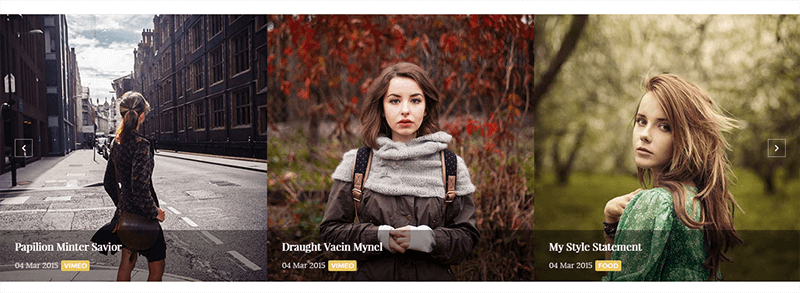 Papilion Minter Savior
04 Mar 2015 VIMEO
Draught Vaein Mynel
04 Mar 2015 VIMEO
My Style Statement
04 Mar 2015 FOOD